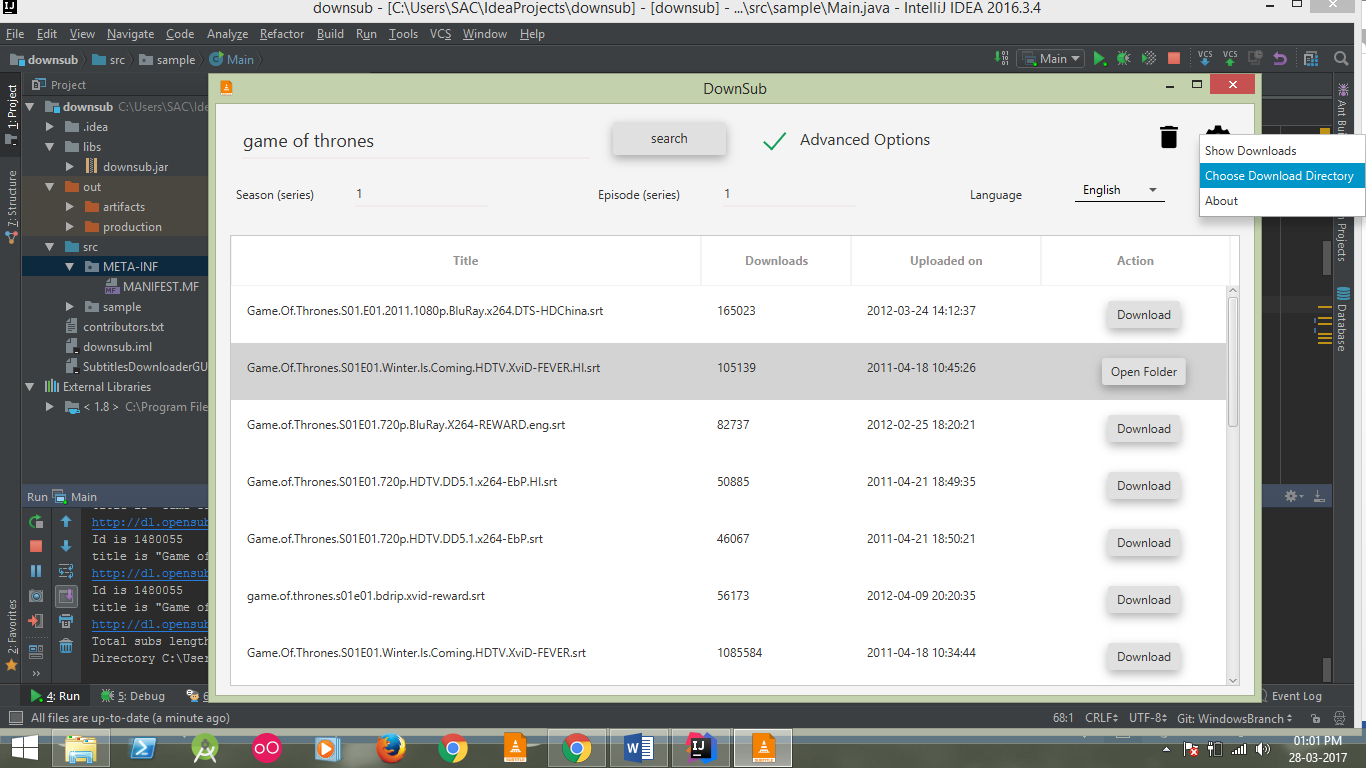 downsub - [C:\Users\SAC\IdeaProjects\downsub] - [downsub] - ...\src\sample\Main.java - IntelliJ IDEA 2016.3.4
File Edit View Navigate Code Analyze Refactor Build Run Tools VCS Window Help
downsub src sample Main
Main VCS VCS
Project
1: Project
7: Structure
2: Favorites
downsub C:\Users\SAC\Ide
.idea
libs
downsub.jar
out
artifacts
production
src
META-INF
MANIFEST.MF
sample
contributors.txt
downsub.iml
SubtitlesDownloaderGU
External Libraries
< 1.8 > C:\Program File
DownSub
game of thrones search Advanced Options
Show Downloads
Choose Download Directory
About
Season (series) 1 Episode (series) 1 Language English
Title Downloads Uploaded on Action
Game.Of.Thrones.S01.E01.2011.1080p.BluRay.x264.DTS-HDChina.srt 165023 2012-03-24 14:12:37 Download
Game.Of.Thrones.S01E01.Winter.Is.Coming.HDTV.XviD-FEVER.HI.srt 105139 2011-04-18 10:45:26 Open Folder
Game.of.Thrones.S01E01.720p.BluRay.X264-REWARD.eng.srt 82737 2012-02-25 18:20:21 Download
Game.of.Thrones.S01E01.720p.HDTV.DD5.1.x264-EbP.HI.srt 50885 2011-04-21 18:49:35 Download
Game.of.Thrones.S01E01.720p.HDTV.DD5.1.x264-EbP.srt 46067 2011-04-21 18:50:21 Download
game.of.thrones.s01e01.bdrip.xvid-reward.srt 56173 2012-04-09 20:20:35 Download
Game.Of.Thrones.S01E01.Winter.Is.Coming.HDTV.XviD-FEVER.srt 1085584 2011-04-18 10:34:44 Download
Ant Bu
Projects
Database
Run Main
http://dl.opensub
Id is 1480055
title is "Game of
http://dl.opensub
Id is 1480055
title is "Game of
http://dl.opensub
Total subs length
Directory C:\User
4: Run 5: Debug 6 Event Log
All files are up-to-date (a minute ago) 68:1 CRLF UTF-8 Git: WindowsBranch
01:01 PM
28-03-2017